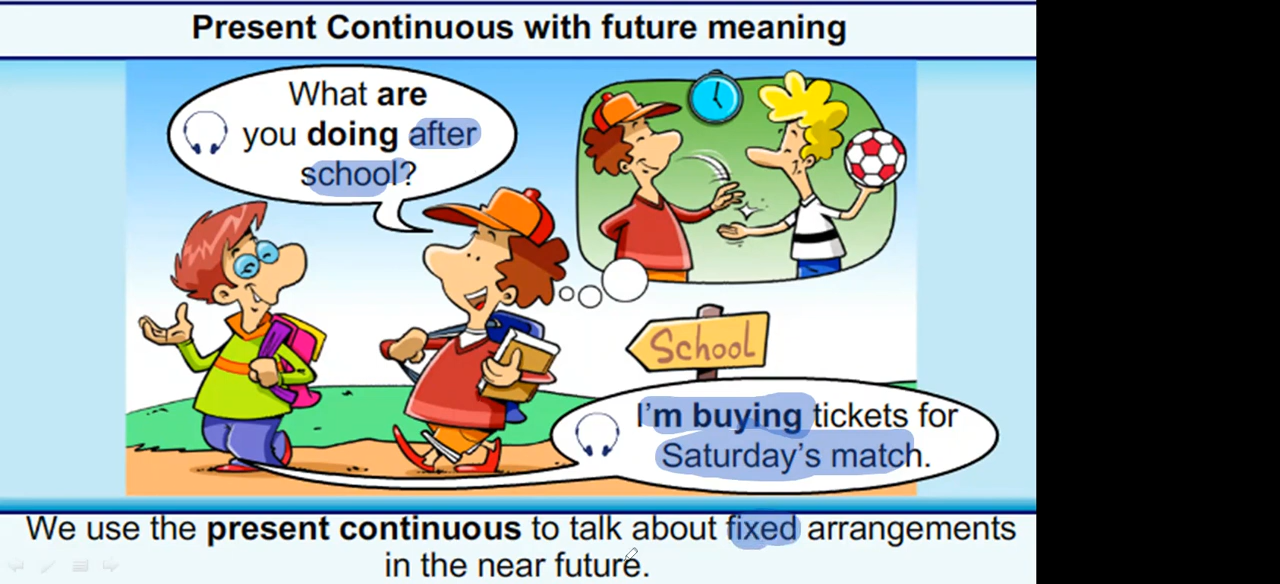 Present Continuous with future meaning
What are
you doing after
school?
School
I'm buying tickets for
Saturday's match.
We use the present continuous to talk about fixed arrangements
in the near future.